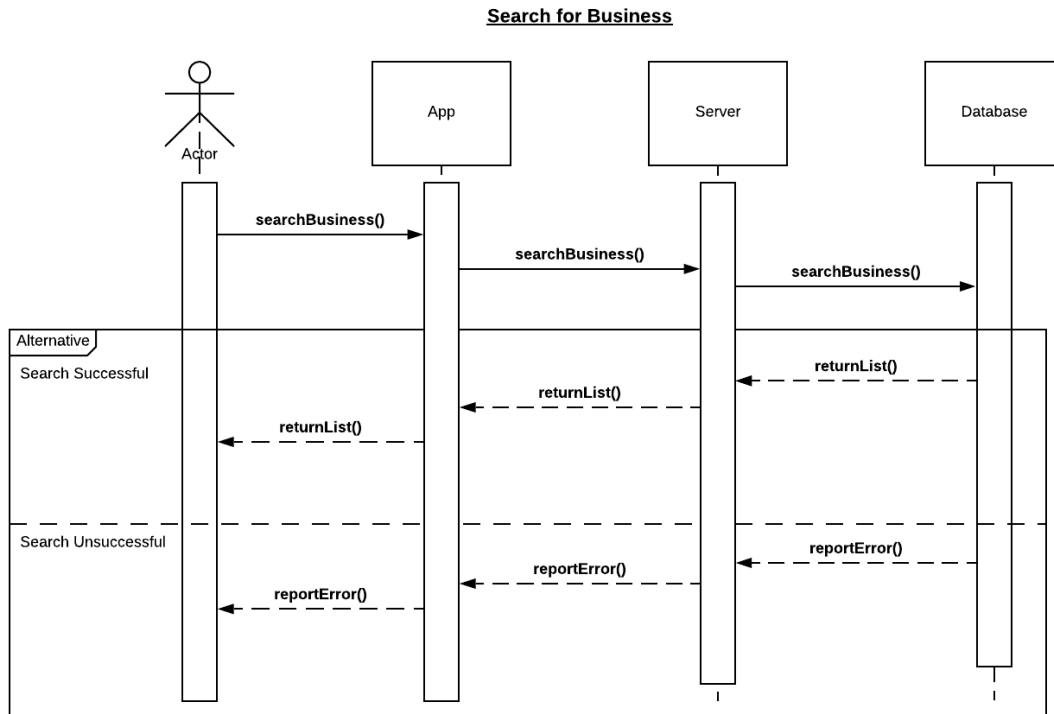 Search for Business
Actor
App
Server
Database
searchBusiness()
searchBusiness()
searchBusiness()
Alternative
Search Successful
returnList()
returnList()
returnList()
Search Unsuccessful
reportError()
reportError()
reportError()